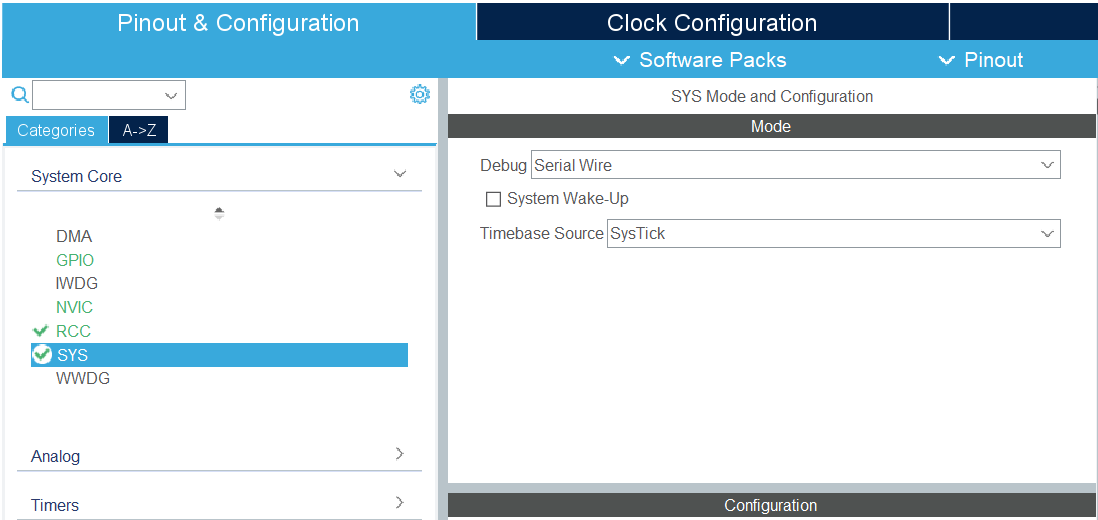 Pinout & Configuration
Clock Configuration
Software Packs
Pinout
Categories
A->Z
System Core
DMA
GPIO
IWDG
NVIC
RCC
SYS
WWDG
Analog
Timers
SYS Mode and Configuration
Mode
Debug Serial Wire
System Wake-Up
Timebase Source SysTick
Configuration